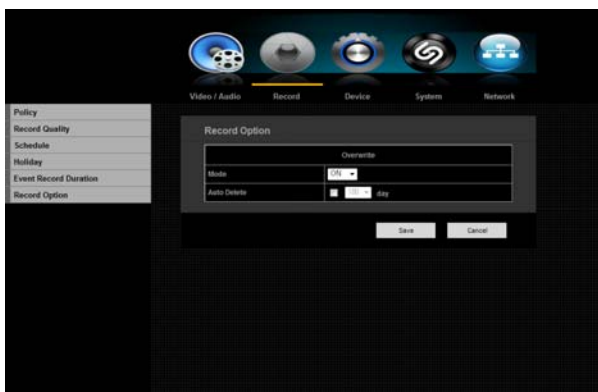 Video / Audio Record Device System Network
Policy
Record Quality
Schedule
Holiday
Event Record Duration
Record Option
Record Option
Overwrite
Mode ON
Auto Delete day
Save Cancel